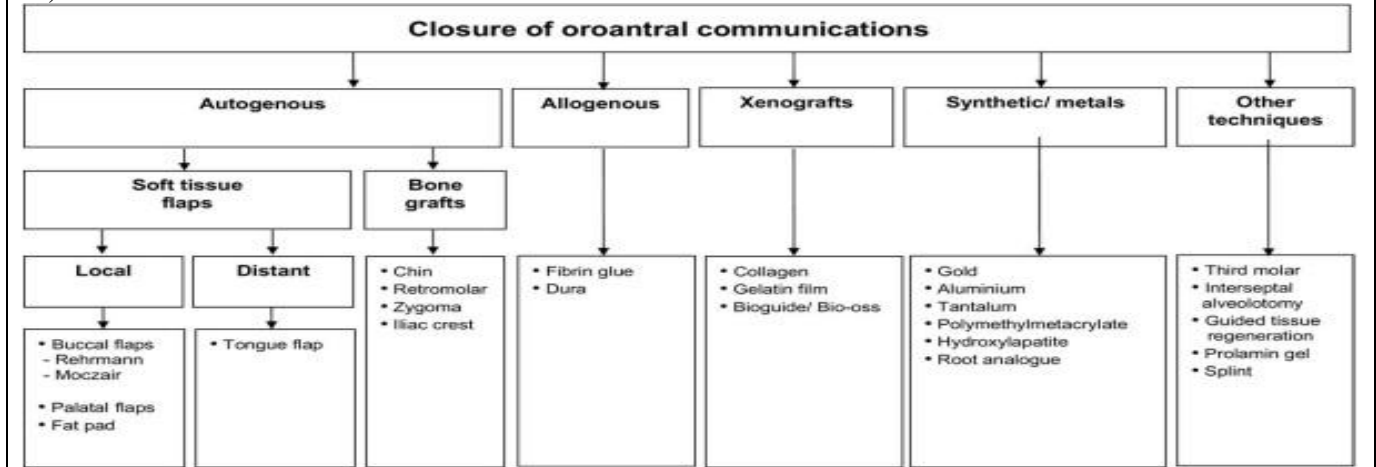 Closure of oroantral communications
Autogenous
Allogenous
Xenografts
Synthetic/ metals
Other
techniques
Soft tissue
flaps
Bone
grafts
Local
Distant
• Buccal flaps
- Rehrmann
- Moczair
• Palatal flaps
• Fat pad
• Tongue flap
• Chin
• Retromolar
• Zygoma
• Iliac crest
• Fibrin glue
• Dura
• Collagen
• Gelatin film
• Bioguide/ Bio-oss
• Gold
• Aluminium
• Tantalum
• Polymethylmetacrylate
• Hydroxylapatite
• Root analogue
• Third molar
• Interseptal
alveolotomy
• Guided tissue
regeneration
• Prolamin gel
• Splint